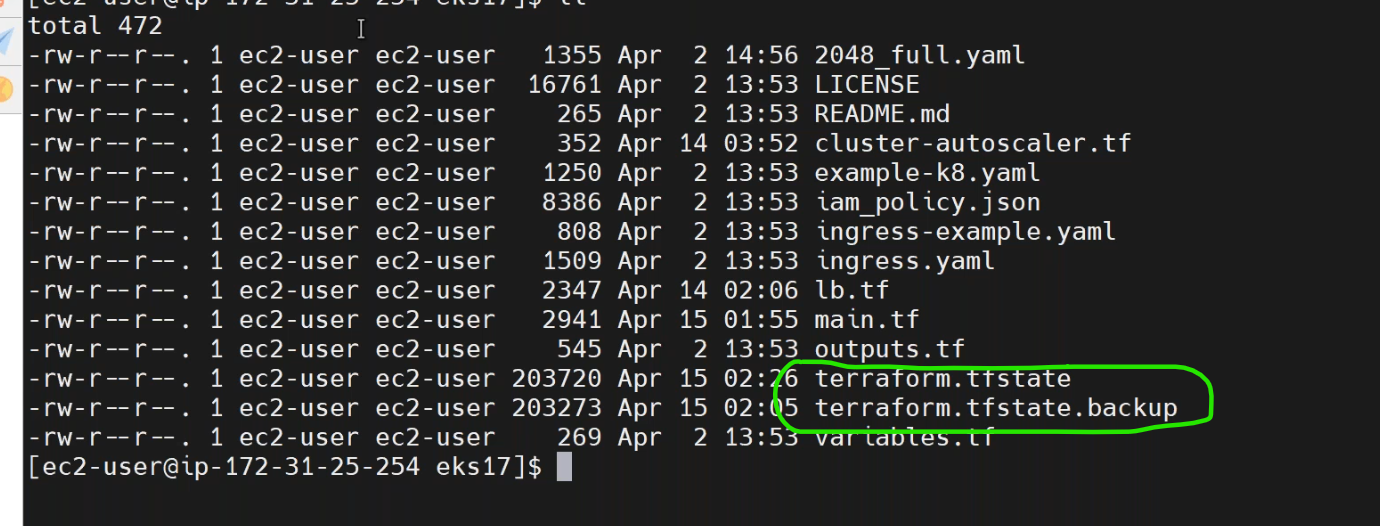 [ec2-user@ip-172-31-25-254 eks17]$ ll
total 472
-rw-r--r--. 1 ec2-user ec2-user   1355 Apr  2 14:56 2048_full.yaml
-rw-r--r--. 1 ec2-user ec2-user  16761 Apr  2 13:53 LICENSE
-rw-r--r--. 1 ec2-user ec2-user    265 Apr  2 13:53 README.md
-rw-r--r--. 1 ec2-user ec2-user    352 Apr 14 03:52 cluster-autoscaler.tf
-rw-r--r--. 1 ec2-user ec2-user   1250 Apr  2 13:53 example-k8.yaml
-rw-r--r--. 1 ec2-user ec2-user   8386 Apr  2 13:53 iam_policy.json
-rw-r--r--. 1 ec2-user ec2-user    808 Apr  2 13:53 ingress-example.yaml
-rw-r--r--. 1 ec2-user ec2-user   1509 Apr  2 13:53 ingress.yaml
-rw-r--r--. 1 ec2-user ec2-user   2347 Apr 14 02:06 lb.tf
-rw-r--r--. 1 ec2-user ec2-user   2941 Apr 15 01:55 main.tf
-rw-r--r--. 1 ec2-user ec2-user    545 Apr  2 13:53 outputs.tf
-rw-r--r--. 1 ec2-user ec2-user 203720 Apr 15 02:26 terraform.tfstate
-rw-r--r--. 1 ec2-user ec2-user 203273 Apr 15 02:05 terraform.tfstate.backup
-rw-r--r--. 1 ec2-user ec2-user    269 Apr  2 13:53 variables.tf
[ec2-user@ip-172-31-25-254 eks17]$